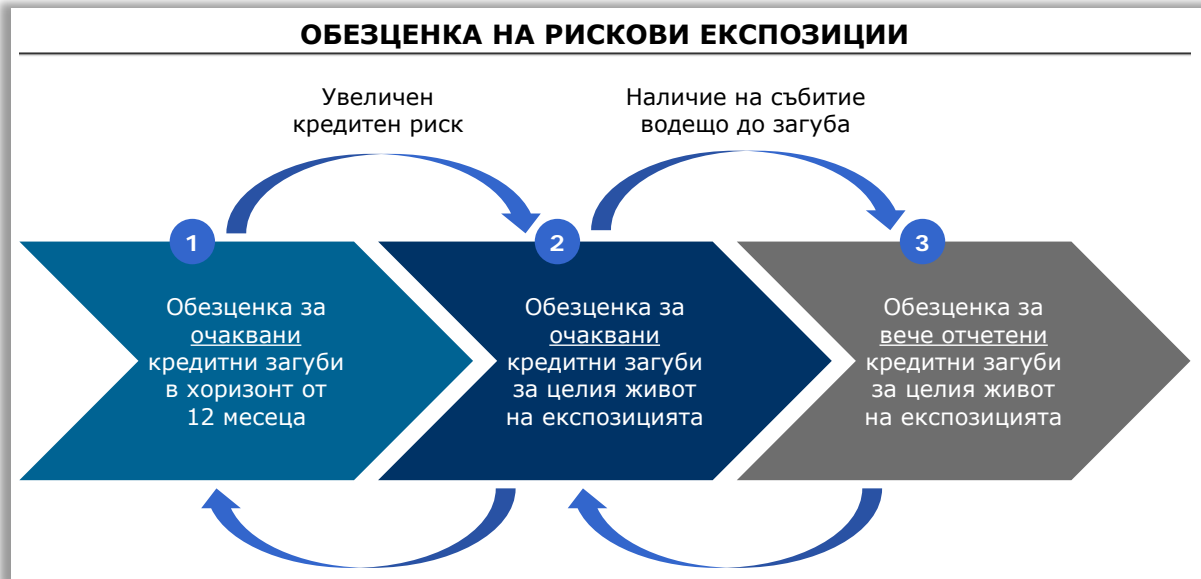 ОБЕЗЦЕНКА НА РИСКОВИ ЕКСПОЗИЦИИ
Увеличен
кредитен риск
Наличие на събитие
водещо до загуба
1
Обезценка за
очаквани
кредитни загуби
в хоризонт от
12 месеца
2
Обезценка за
очаквани
кредитни загуби
за целия живот
на експозицията
3
Обезценка за
вече отчетени
кредитни загуби
за целия живот
на експозицията